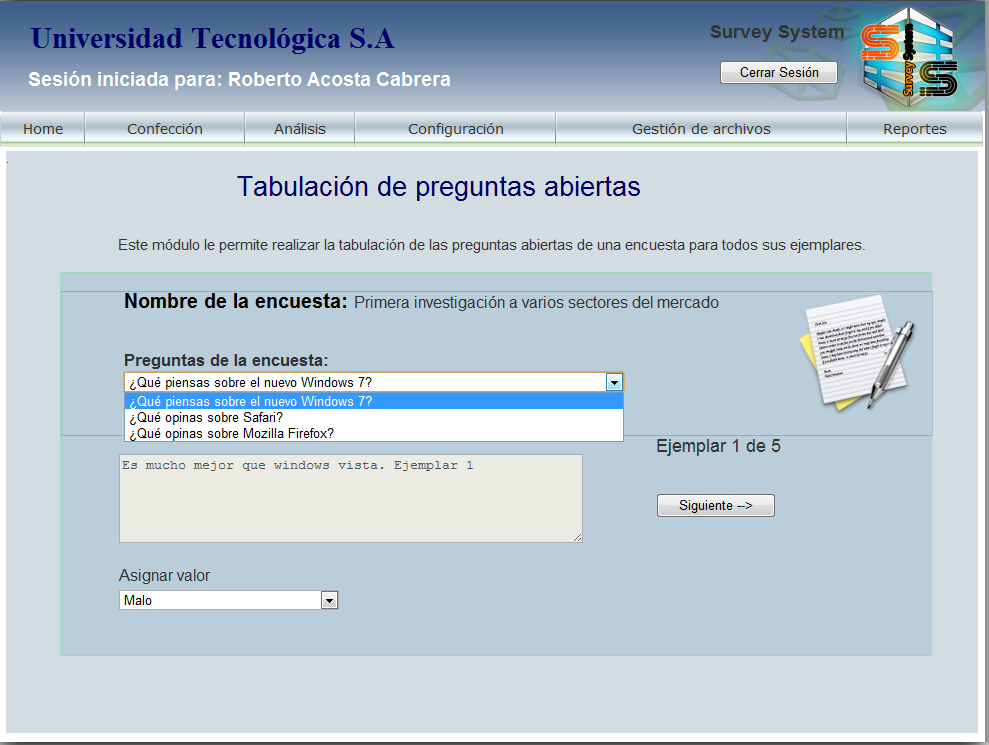 Universidad Tecnológica S.A
Survey System
Sesión iniciada para: Roberto Acosta Cabrera
Cerrar Sesión
Survey System
Home Confección Análisis Configuración Gestión de archivos Reportes
Tabulación de preguntas abiertas
Este módulo le permite realizar la tabulación de las preguntas abiertas de una encuesta para todos sus ejemplares.
Nombre de la encuesta: Primera investigación a varios sectores del mercado
Preguntas de la encuesta:
¿Qué piensas sobre el nuevo Windows 7?
¿Qué piensas sobre el nuevo Windows 7?
¿Qué opinas sobre Safari?
¿Qué opinas sobre Mozilla Firefox?
Ejemplar 1 de 5
Es mucho mejor que windows vista. Ejemplar 1
Siguiente -->
Asignar valor
Malo